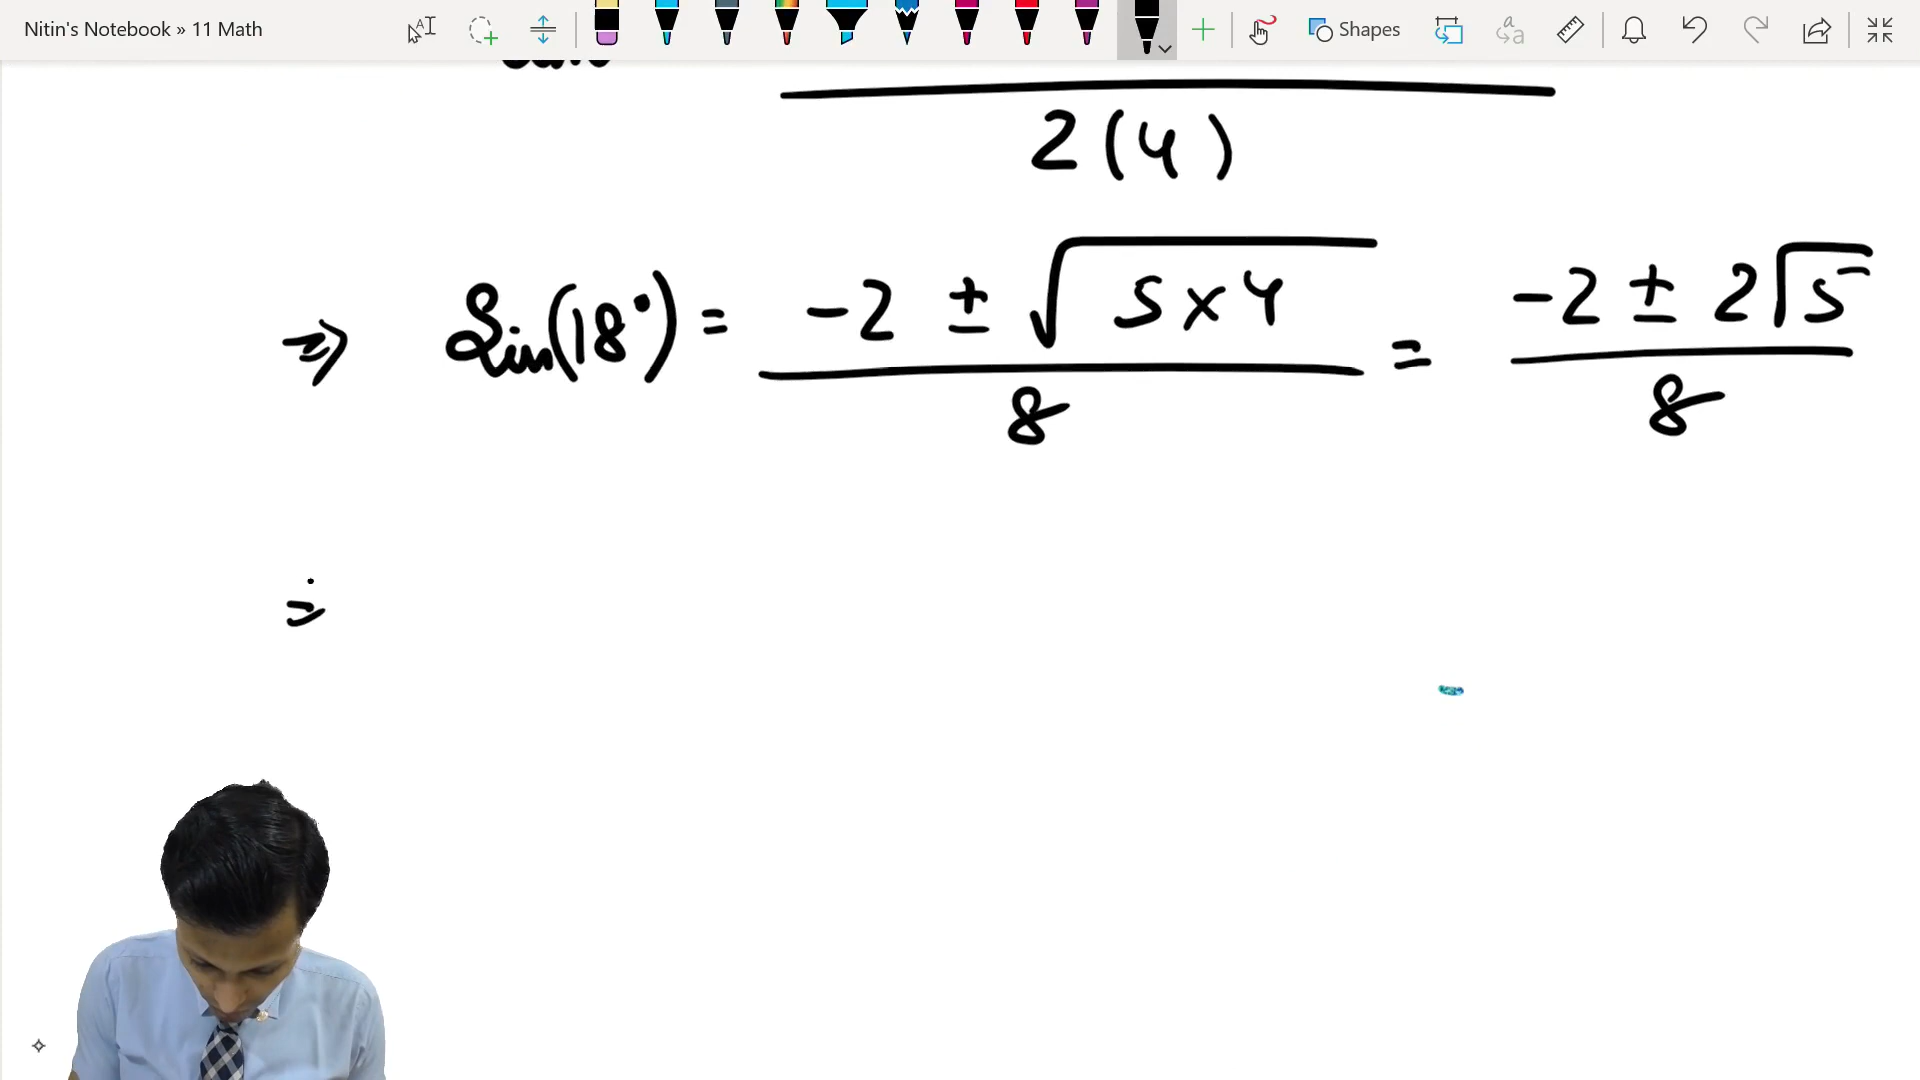 Nitin's Notebook » 11 Math
Shapes
2(4)
⇒ Sin(18°) = -2 ± √5×4 / 8 = -2 ± 2√5 / 8
=